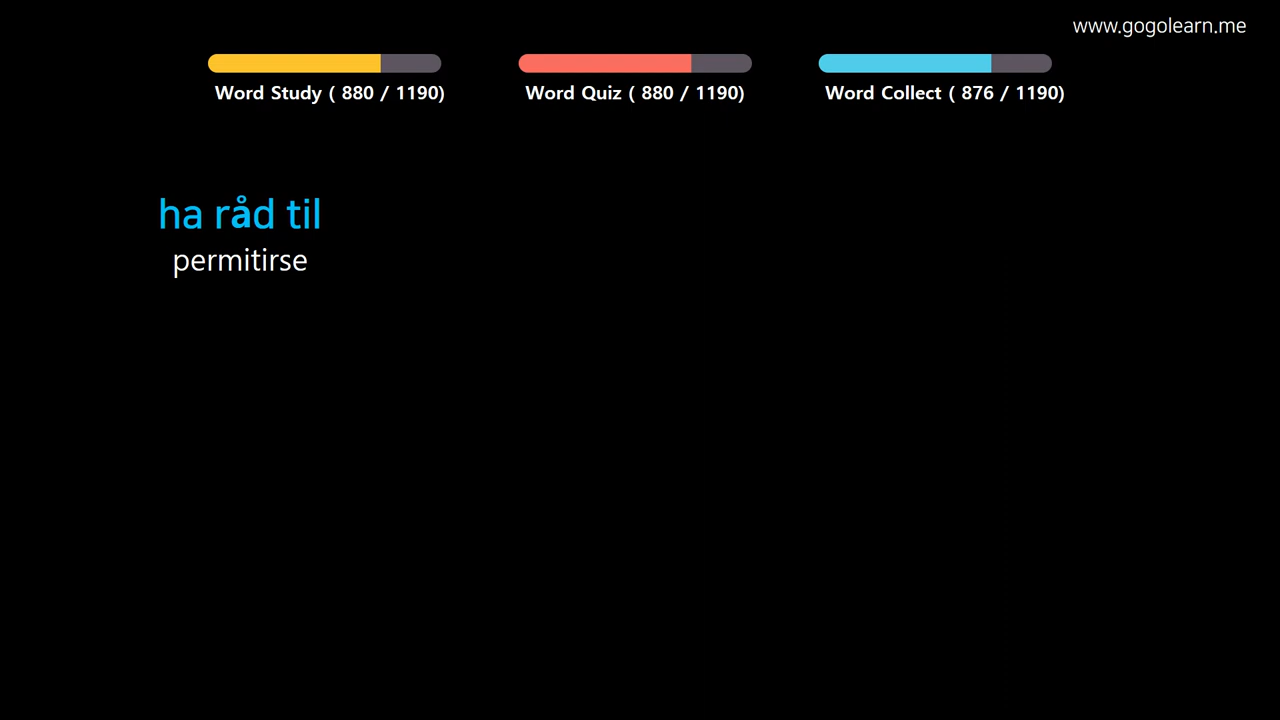 www.gogolearn.me
Word Study ( 880 / 1190)
Word Quiz ( 880 / 1190)
Word Collect ( 876 / 1190)
ha råd til
permitirse